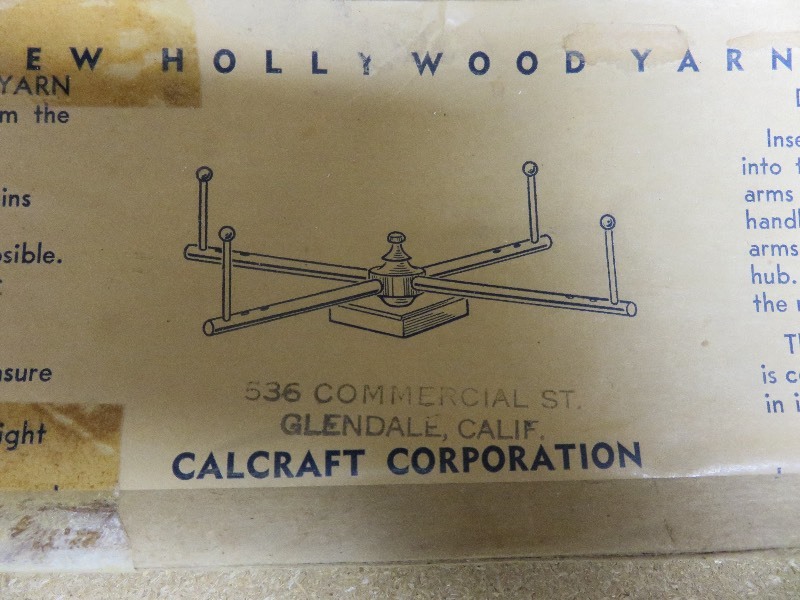 EW HOLLYWOOD YARN
YARN
m the
ins
sible.
nsure
ight
536 COMMERCIAL ST.
GLENDALE, CALIF.
CALCRAFT CORPORATION
D
Inse
into t
arms
handl
arms
hub.
the
Th
is co
in i